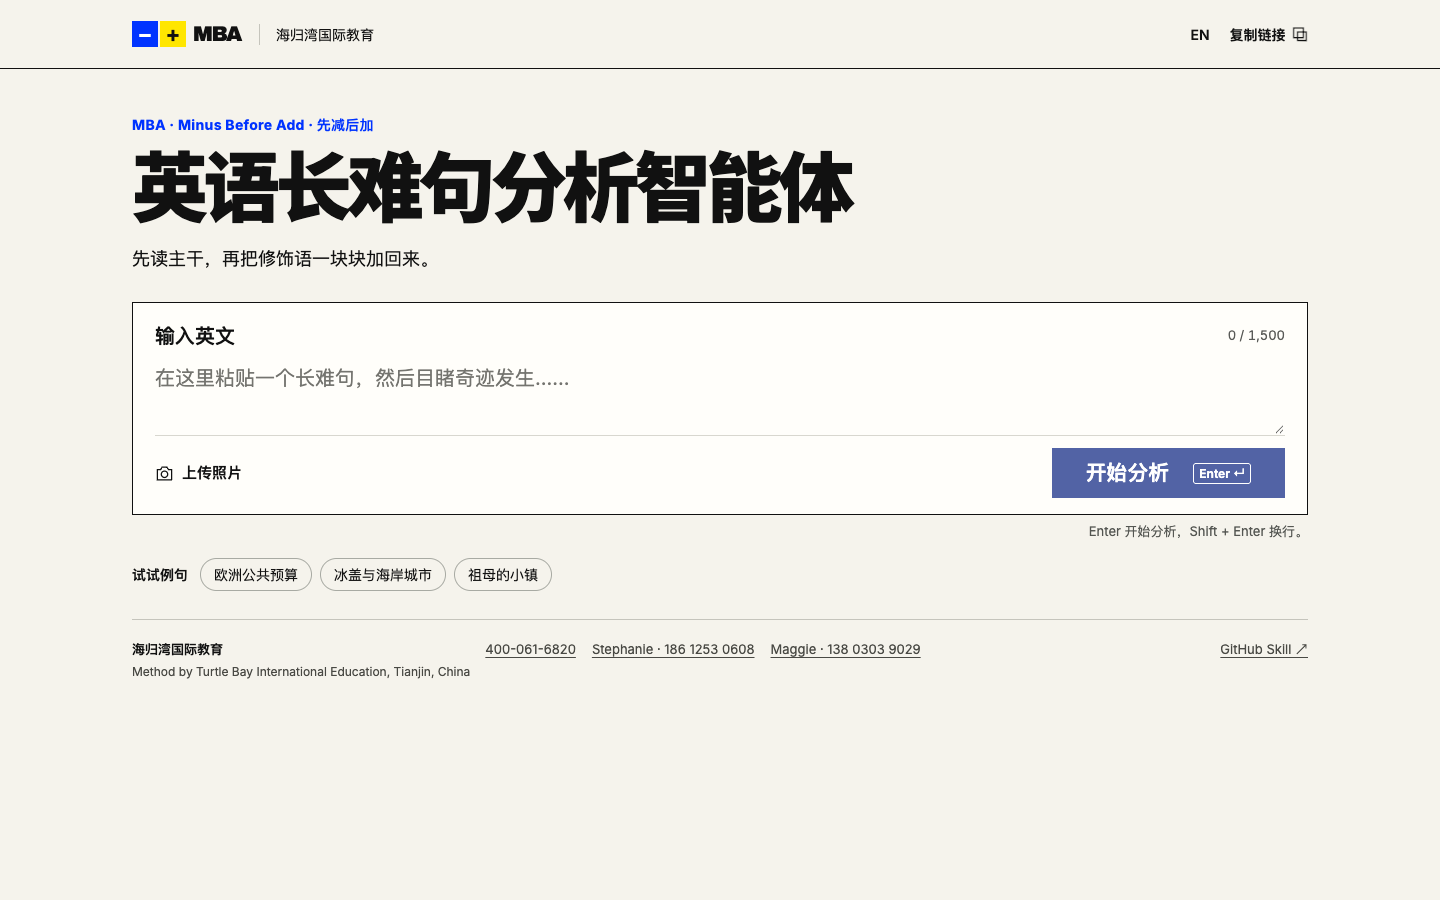 − + MBA 海归湾国际教育 EN 复制链接
MBA · Minus Before Add · 先减后加
英语长难句分析智能体
先读主干，再把修饰语一块块加回来。
输入英文 0 / 1,500
在这里粘贴一个长难句，然后目睹奇迹发生……
上传照片 开始分析 Enter ↵
Enter 开始分析，Shift + Enter 换行。
试试例句 欧洲公共预算 冰盖与海岸城市 祖母的小镇
海归湾国际教育 400-061-6820 Stephanie · 186 1253 0608 Maggie · 138 0303 9029 GitHub Skill ↗
Method by Turtle Bay International Education, Tianjin, China